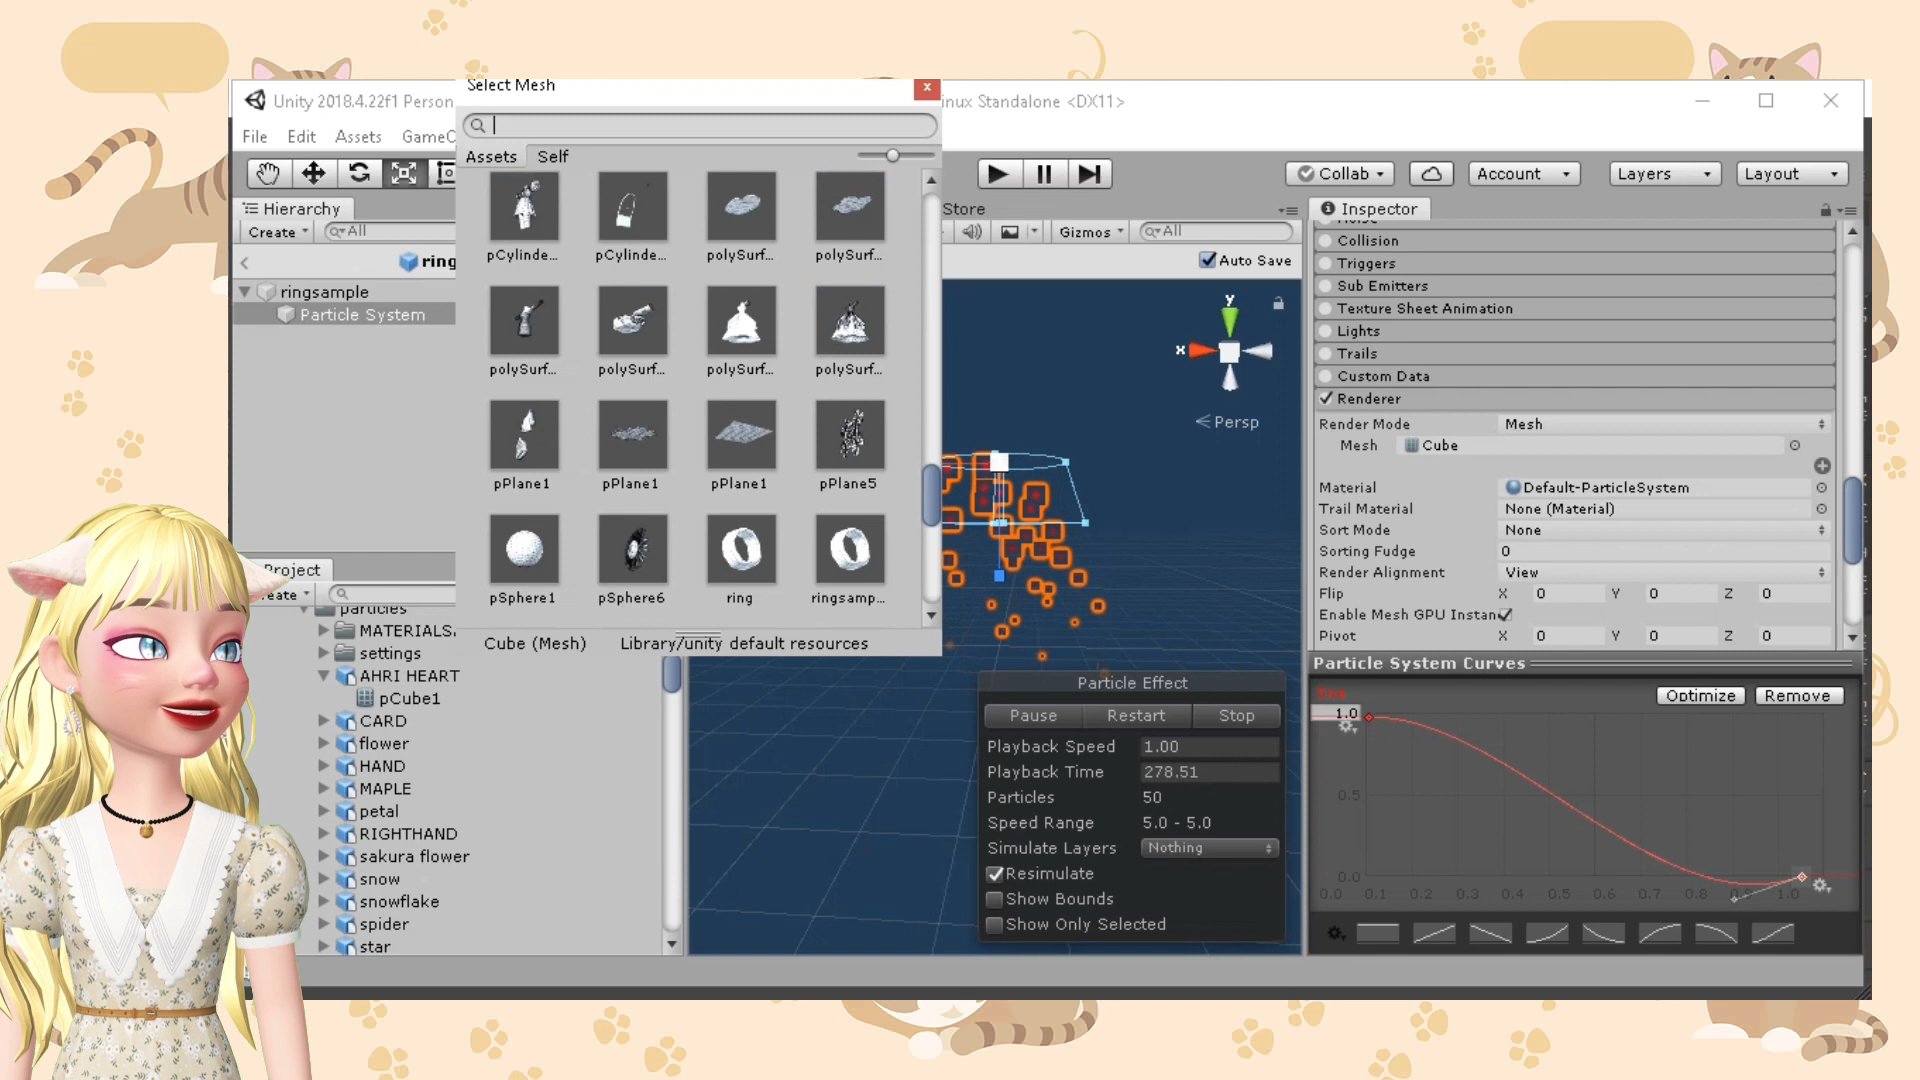 Select Mesh
x
Unity 2018.4.22f1 Person
inux Standalone <DX11>
File Edit Assets GameC
Assets Self
Collab Account Layers Layout
pCylinde... pCylinde... polySurf... polySurf...
polySurf... polySurf... polySurf... polySurf...
pPlane1 pPlane1 pPlane1 pPlane5
pSphere1 pSphere6 ring ringsamp...
Cube (Mesh) Library/unity default resources
Hierarchy
Create All
ring
ringsample
Particle System
Store
Gizmos All
Auto Save
y
x
Persp
Project
eate
particles
MATERIALS
settings
AHRI HEART
pCube1
CARD
flower
HAND
MAPLE
petal
RIGHTHAND
sakura flower
snow
snowflake
spider
star
Particle Effect
Pause Restart Stop
Playback Speed 1.00
Playback Time 278.51
Particles 50
Speed Range 5.0 - 5.0
Simulate Layers Nothing
Resimulate
Show Bounds
Show Only Selected
Inspector
Noise
Collision
Triggers
Sub Emitters
Texture Sheet Animation
Lights
Trails
Custom Data
Renderer
Render Mode Mesh
Mesh Cube
Material Default-ParticleSystem
Trail Material None (Material)
Sort Mode None
Sorting Fudge 0
Render Alignment View
Flip X 0 Y 0 Z 0
Enable Mesh GPU Instan
Pivot X 0 Y 0 Z 0
Particle System Curves
Optimize Remove
Size
1.0
0.5
0.0
0.0 0.1 0.2 0.3 0.4 0.5 0.6 0.7 0.8 0.9 1.0